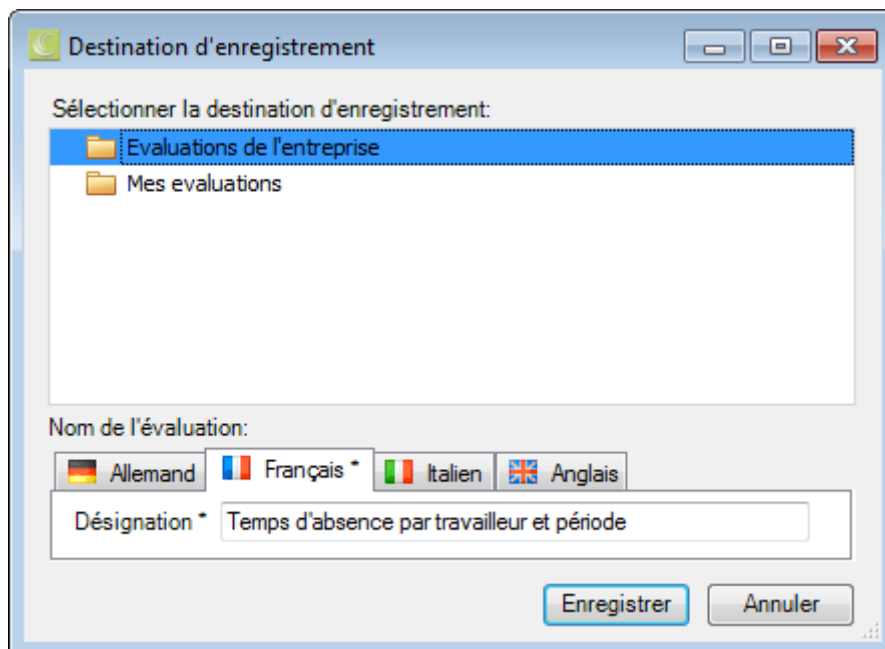 Destination d'enregistrement
Sélectionner la destination d'enregistrement:
Evaluations de l'entreprise
Mes evaluations
Nom de l'évaluation:
Allemand Français * Italien Anglais
Désignation * Temps d'absence par travailleur et période
Enregistrer Annuler